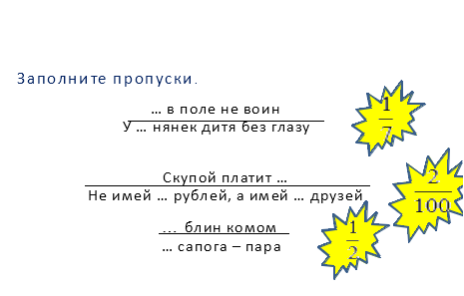 Заполните пропуски.
… в поле не воин
У … нянек дитя без глазу
1
7
Скупой платит …
Не имей … рублей, а имей … друзей
2
100
… блин комом
… сапога – пара
1
2